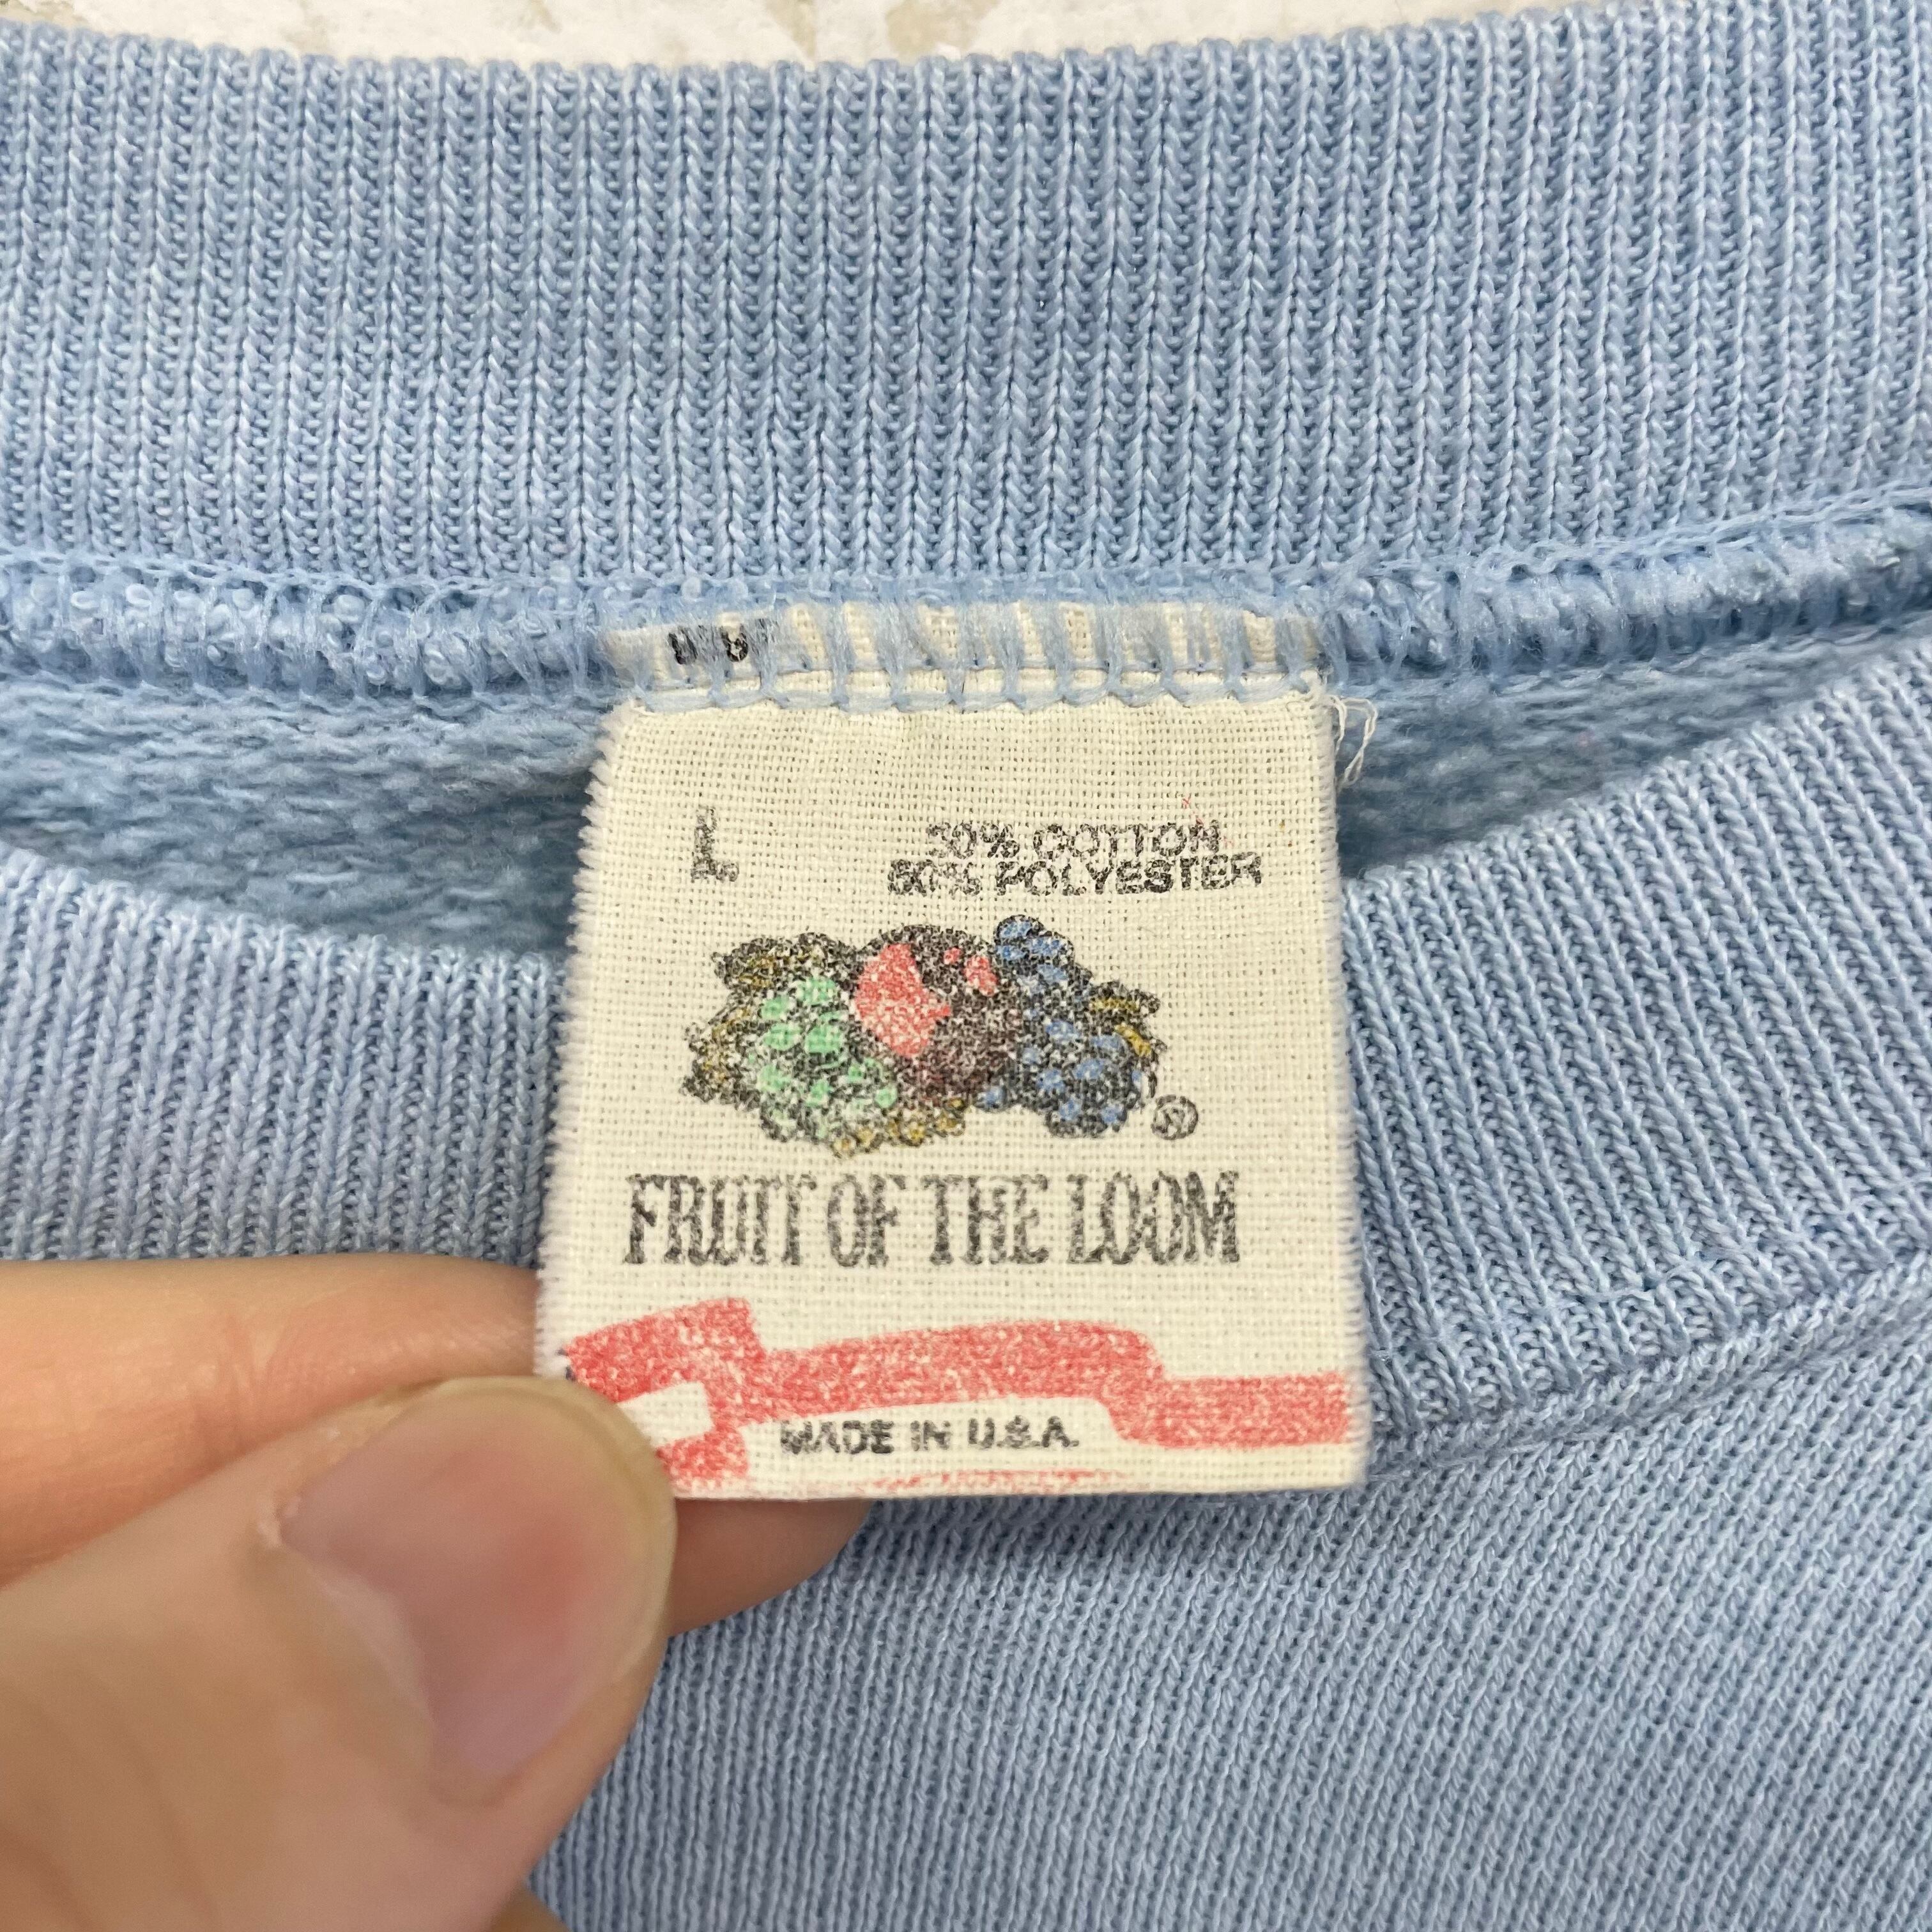 L
50% COTTON
50% POLYESTER
®
FRUIT OF THE LOOM
MADE IN U.S.A.